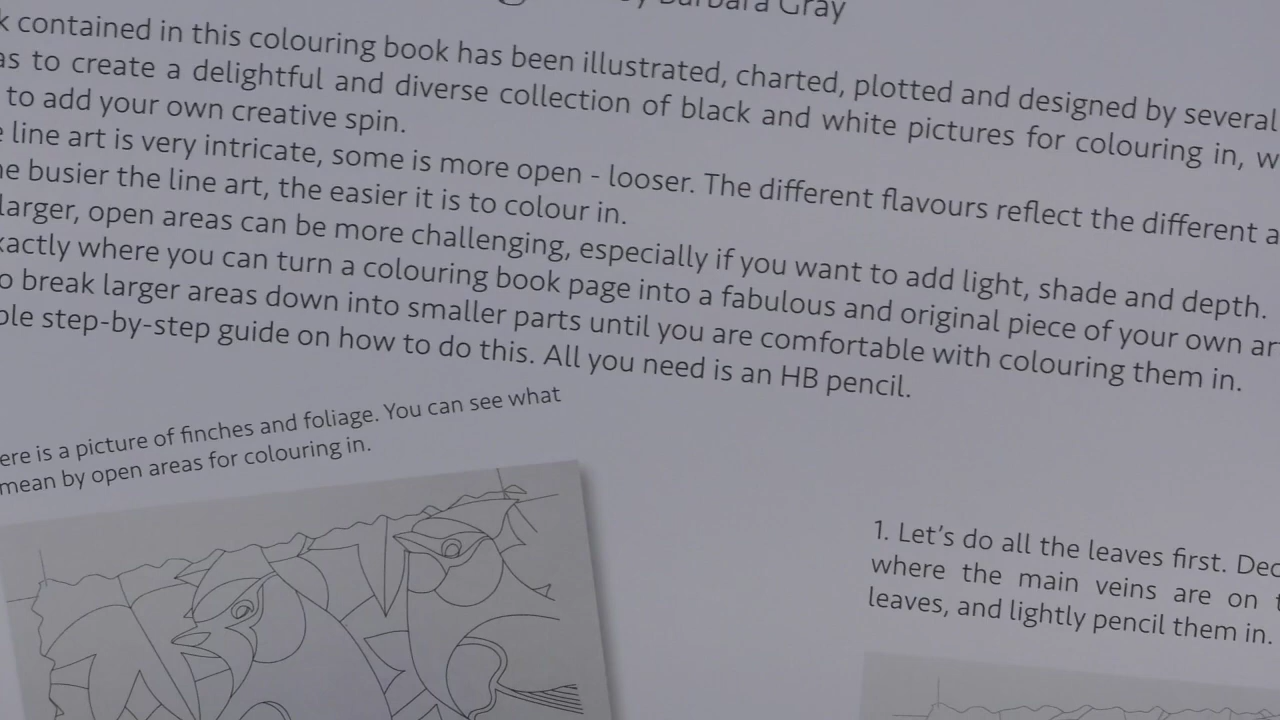 Barbara Gray
k contained in this colouring book has been illustrated, charted, plotted and designed by several
as to create a delightful and diverse collection of black and white pictures for colouring in, w
to add your own creative spin.
e line art is very intricate, some is more open - looser. The different flavours reflect the different a
he busier the line art, the easier it is to colour in.
larger, open areas can be more challenging, especially if you want to add light, shade and depth.
xactly where you can turn a colouring book page into a fabulous and original piece of your own ar
o break larger areas down into smaller parts until you are comfortable with colouring them in.
ple step-by-step guide on how to do this. All you need is an HB pencil.
ere is a picture of finches and foliage. You can see what
mean by open areas for colouring in.
1. Let's do all the leaves first. Dec
where the main veins are on t
leaves, and lightly pencil them in.